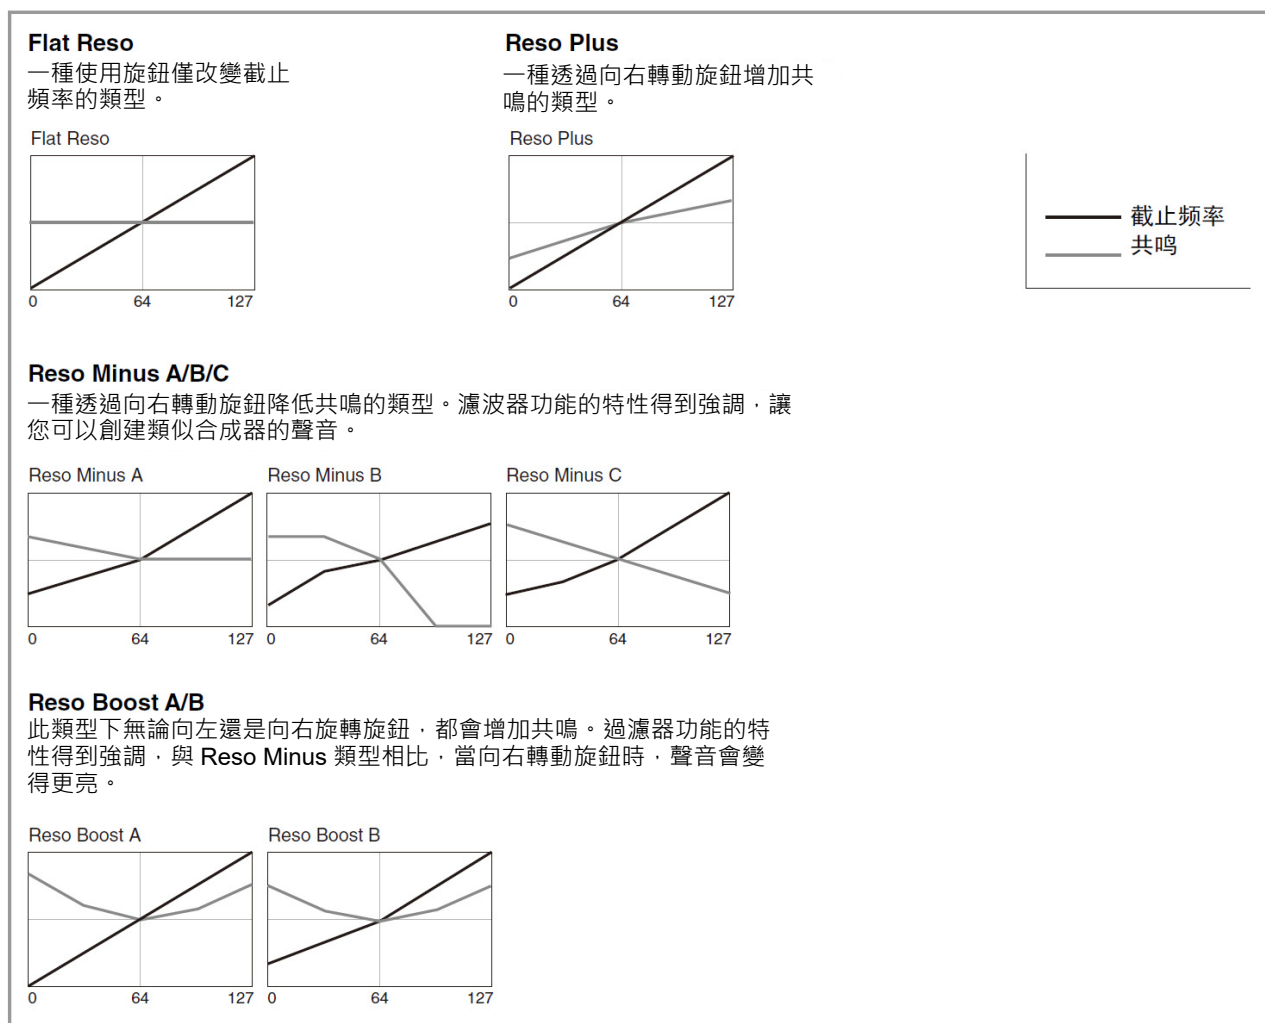 Flat Reso
一種使用旋鈕僅改變截止
頻率的類型。
Flat Reso
0 64 127
Reso Plus
一種透過向右轉動旋鈕增加共
鳴的類型。
Reso Plus
0 64 127
截止频率
共鸣
Reso Minus A/B/C
一種透過向右轉動旋鈕降低共鳴的類型。濾波器功能的特性得到強調，讓
您可以創建類似合成器的聲音。
Reso Minus A
0 64 127
Reso Minus B
0 64 127
Reso Minus C
0 64 127
Reso Boost A/B
此類型下無論向左還是向右旋轉旋鈕，都會增加共鳴。過濾器功能的特
性得到強調，與 Reso Minus 類型相比，當向右轉動旋鈕時，聲音會變
得更亮。
Reso Boost A
0 64 127
Reso Boost B
0 64 127